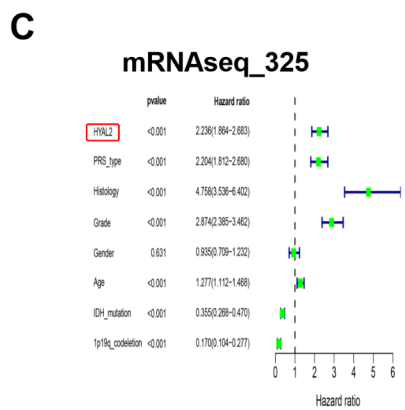 C
mRNAseq_325
pvalue Hazard ratio
HYAL2 <0.001 2.236(1.864−2.683)
PRS_type <0.001 2.204(1.812−2.680)
Histology <0.001 4.758(3.536−6.402)
Grade <0.001 2.874(2.385−3.462)
Gender 0.631 0.935(0.709−1.232)
Age <0.001 1.277(1.112−1.468)
IDH_mutation <0.001 0.355(0.268−0.470)
1p19q_codeletion <0.001 0.170(0.104−0.277)
0 1 2 3 4 5 6
Hazard ratio